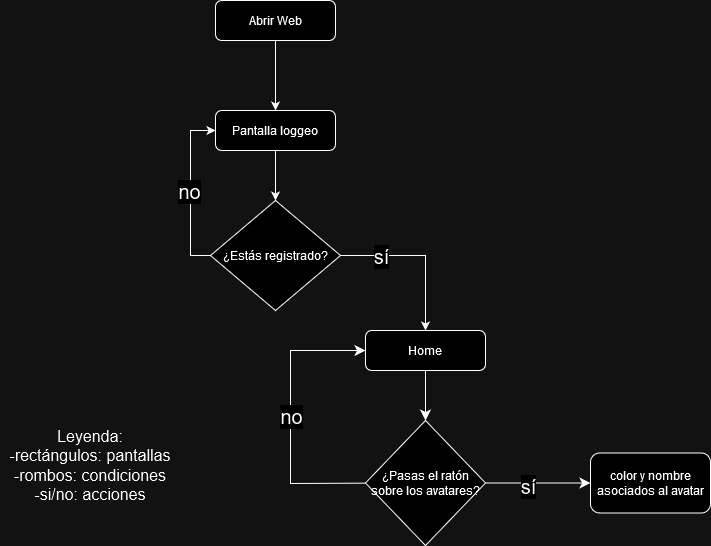 Abrir Web
Pantalla loggeo
no
¿Estás registrado?
sí
Home
no
¿Pasas el ratón
sobre los avatares?
sí
color y nombre
asociados al avatar
Leyenda:
-rectángulos: pantallas
-rombos: condiciones
-si/no: acciones